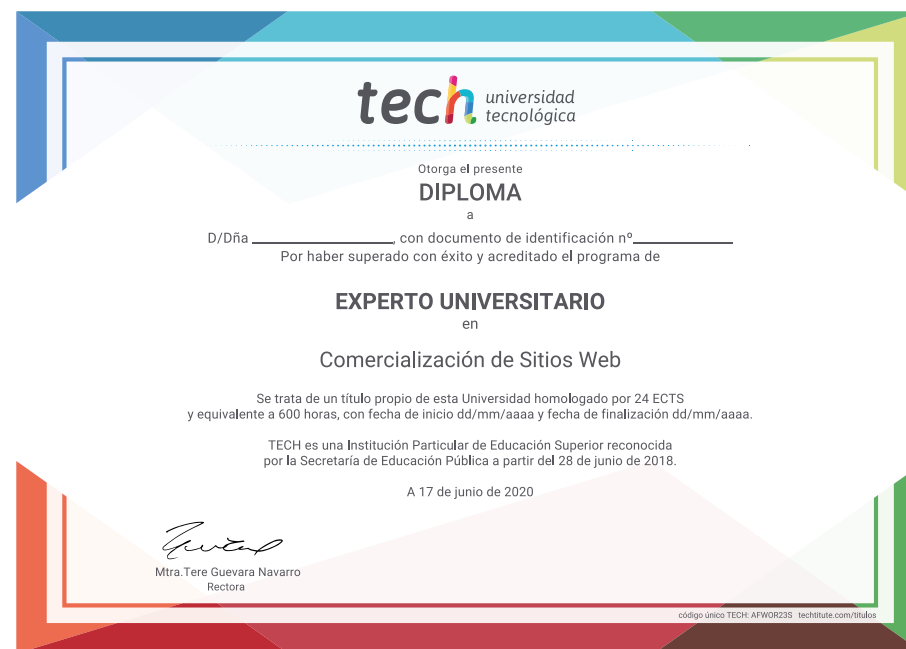 tech universidad
tecnológica
Otorga el presente
DIPLOMA
a
D/Dña ____________, con documento de identificación nº____________
Por haber superado con éxito y acreditado el programa de
EXPERTO UNIVERSITARIO
en
Comercialización de Sitios Web
Se trata de un título propio de esta Universidad homologado por 24 ECTS
y equivalente a 600 horas, con fecha de inicio dd/mm/aaaa y fecha de finalización dd/mm/aaaa.
TECH es una Institución Particular de Educación Superior reconocida
por la Secretaría de Educación Pública a partir del 28 de junio de 2018.
A 17 de junio de 2020
Mtra.Tere Guevara Navarro
Rectora
código único TECH: AFWOR23S techtitute.com/titulos